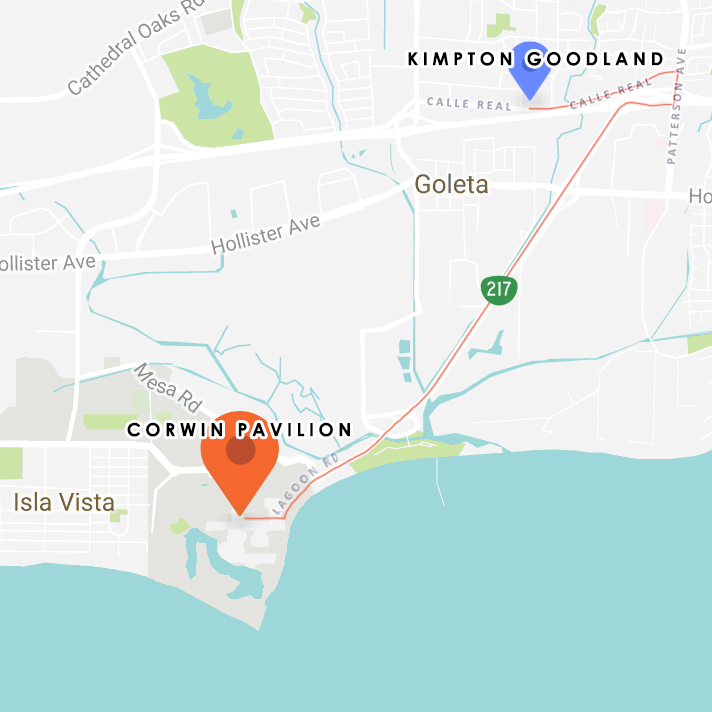 Cathedral Oaks Rd
KIMPTON GOODLAND
CALLE REAL
CALLE REAL
PATTERSON AVE
Goleta
Ho
Hollister Ave
ollister Ave
217
Mesa Rd
CORWIN PAVILION
LAGOON RD
Isla Vista